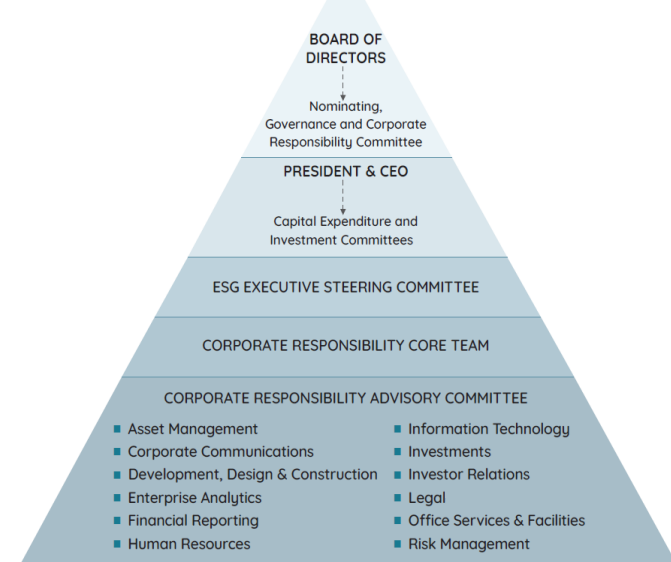 BOARD OF
DIRECTORS
Nominating,
Governance and Corporate
Responsibility Committee
PRESIDENT & CEO
Capital Expenditure and
Investment Committees
ESG EXECUTIVE STEERING COMMITTEE
CORPORATE RESPONSIBILITY CORE TEAM
CORPORATE RESPONSIBILITY ADVISORY COMMITTEE
Asset Management
Corporate Communications
Development, Design & Construction
Enterprise Analytics
Financial Reporting
Human Resources
Information Technology
Investments
Investor Relations
Legal
Office Services & Facilities
Risk Management